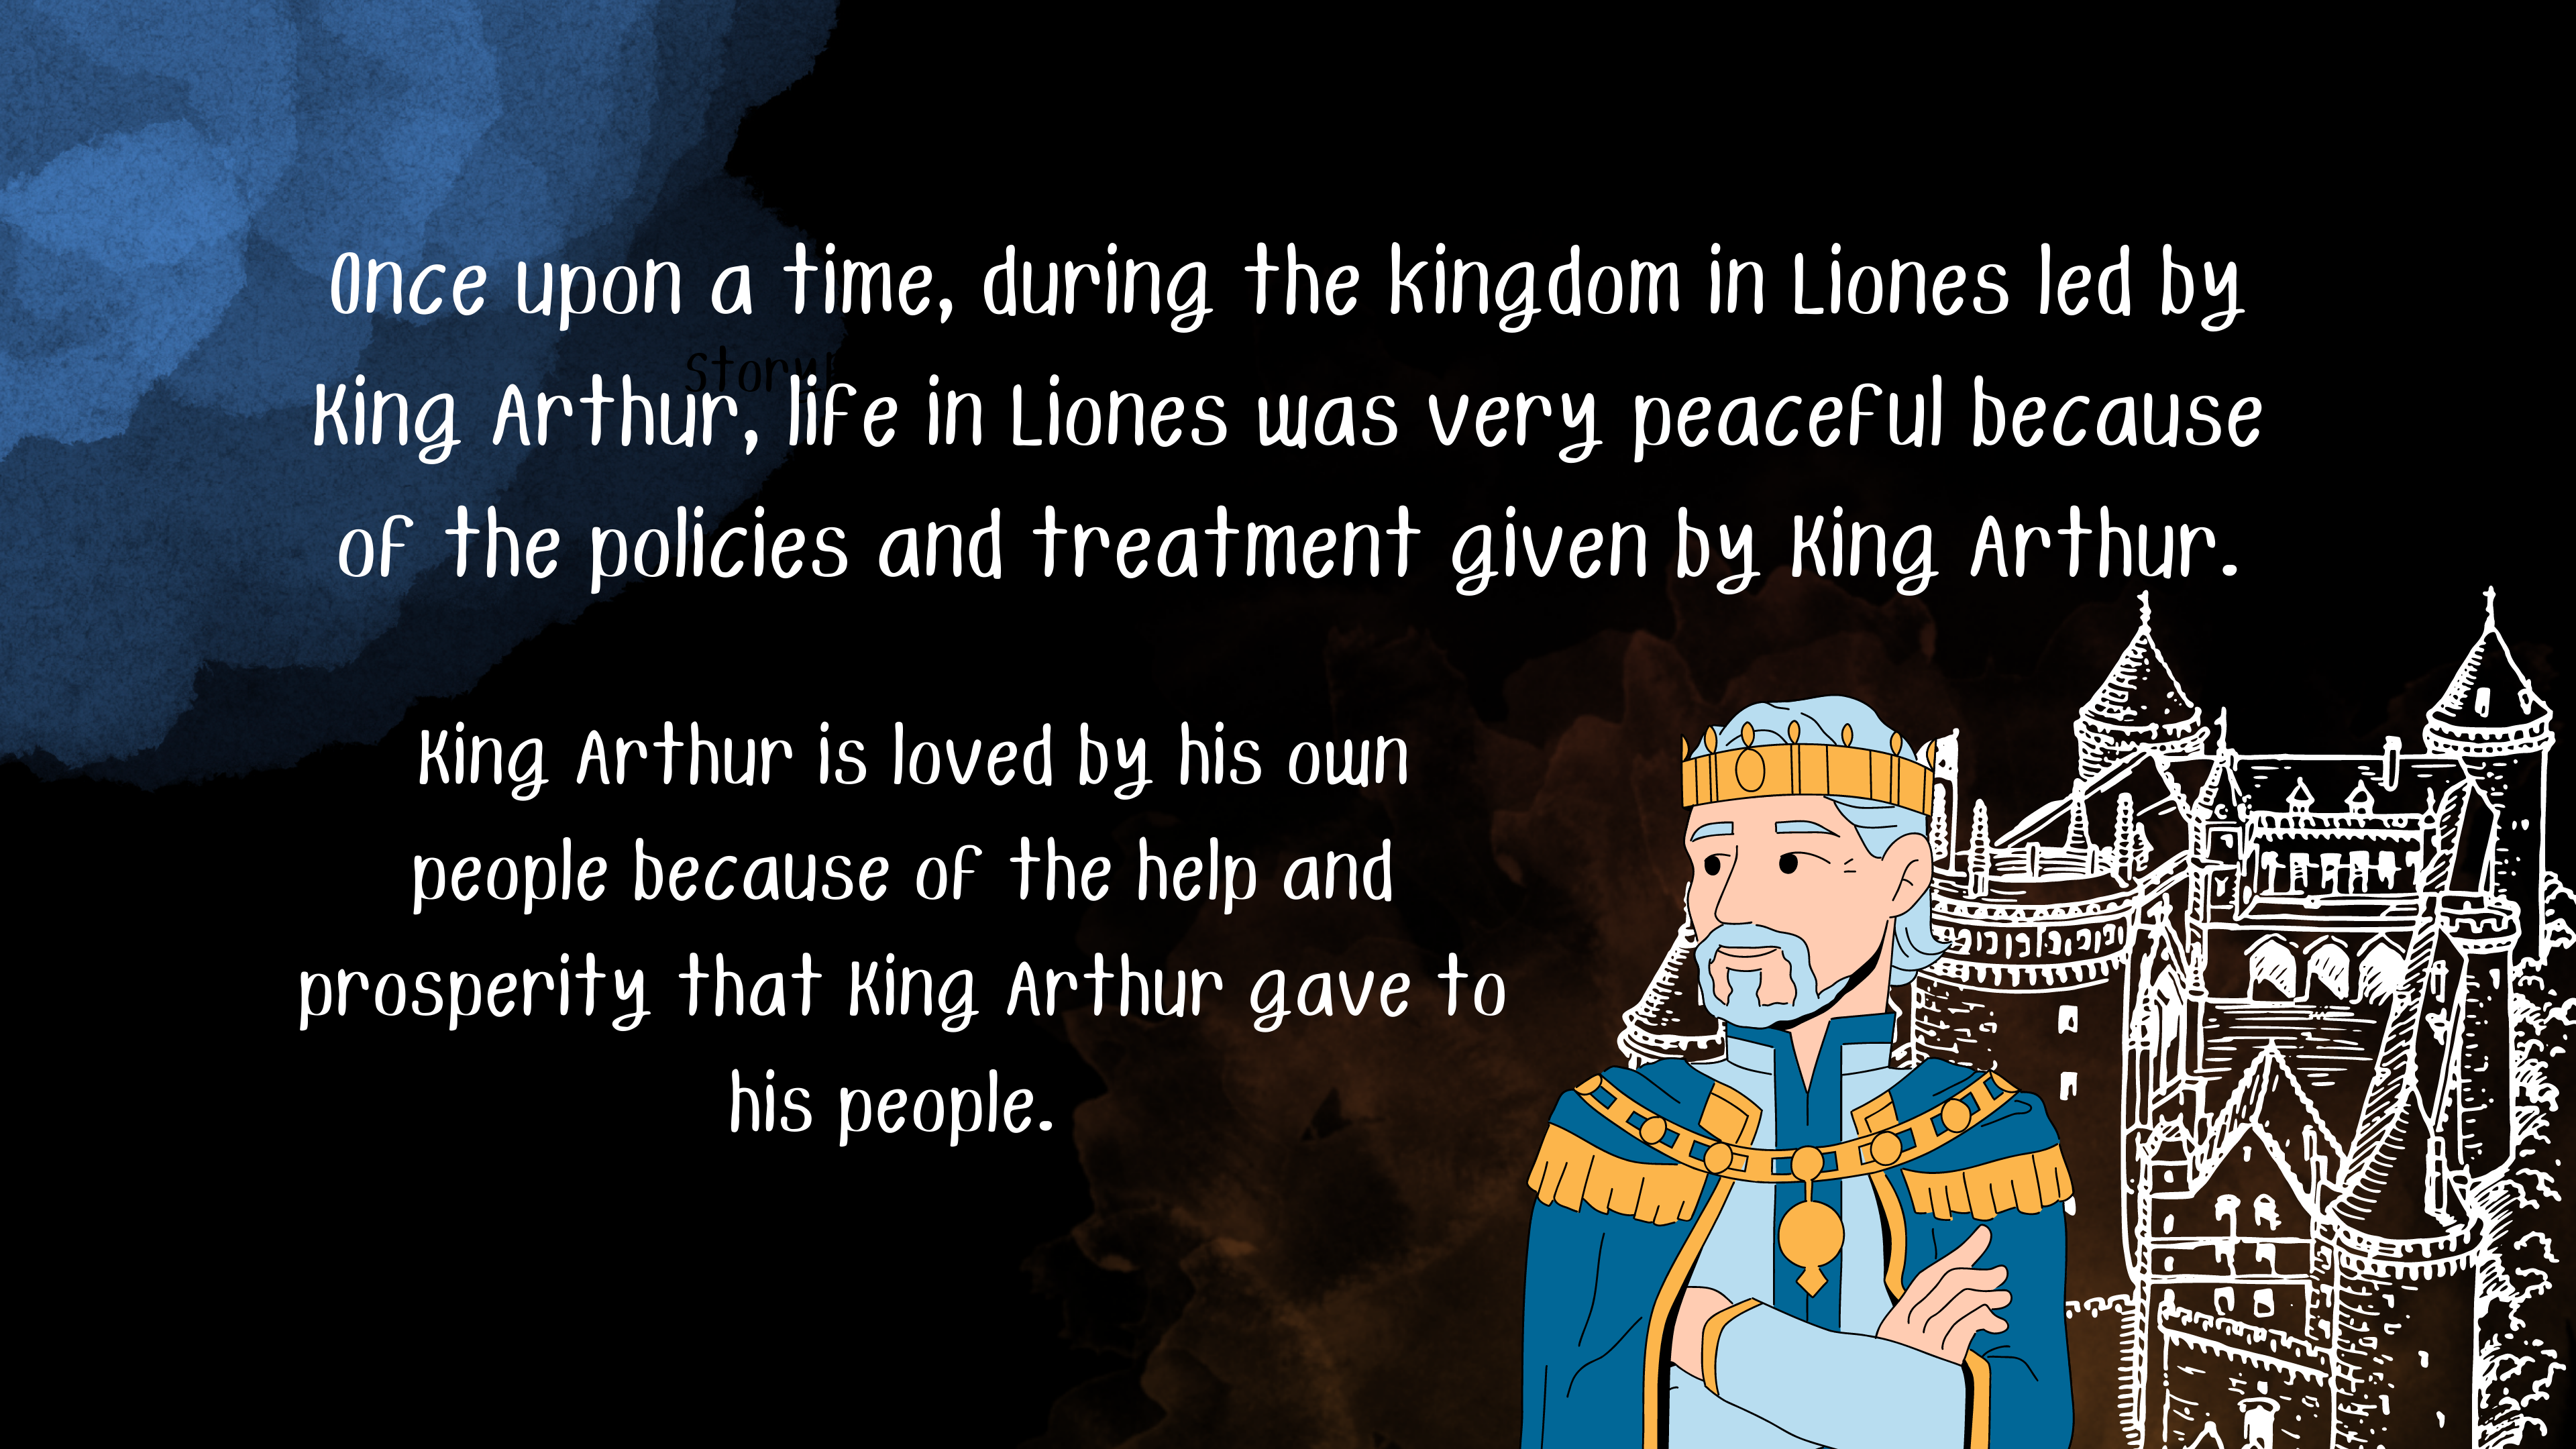 Once upon a time, during the kingdom in Liones led by
King Arthur, life in Liones was very peaceful because
of the policies and treatment given by King Arthur.
King Arthur is loved by his own
people because of the help and
prosperity that King Arthur gave to
his people.